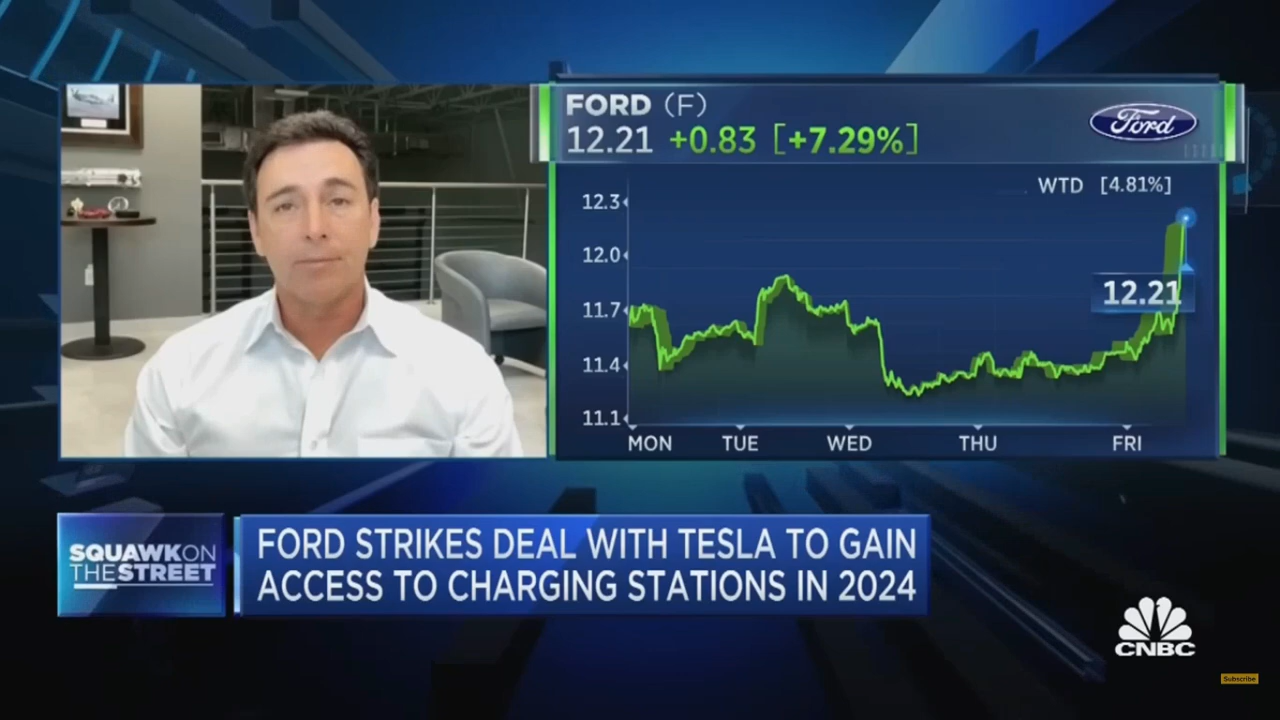 FORD (F)
12.21 +0.83 [+7.29%]
Ford
WTD [4.81%]
12.3
12.0
11.7
11.4
11.1
12.21
MON TUE WED THU FRI
SQUAWK ON
THE STREET
FORD STRIKES DEAL WITH TESLA TO GAIN
ACCESS TO CHARGING STATIONS IN 2024
CNBC
Subscribe